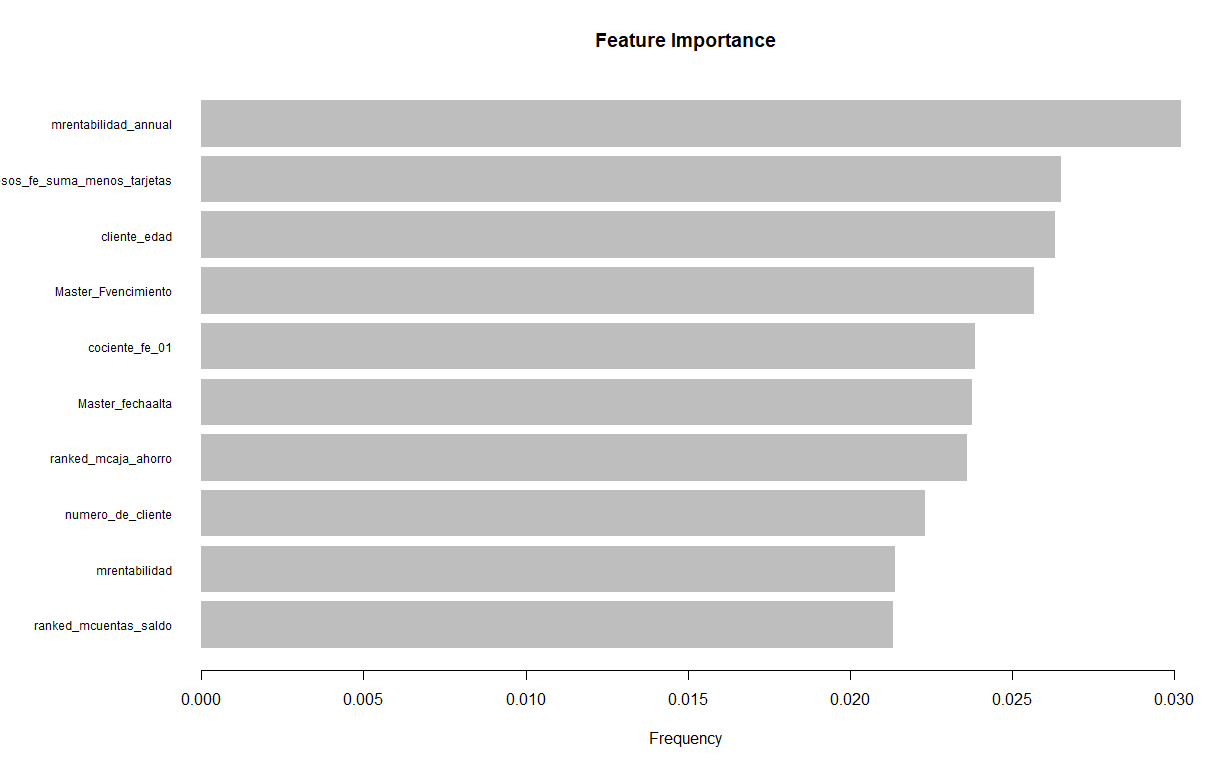 Feature Importance
mrentabilidad_annual
sos_fe_suma_menos_tarjetas
cliente_edad
Master_Fvencimiento
cociente_fe_01
Master_fechaalta
ranked_mcaja_ahorro
numero_de_cliente
mrentabilidad
ranked_mcuentas_saldo
0.000 0.005 0.010 0.015 0.020 0.025 0.030
Frequency